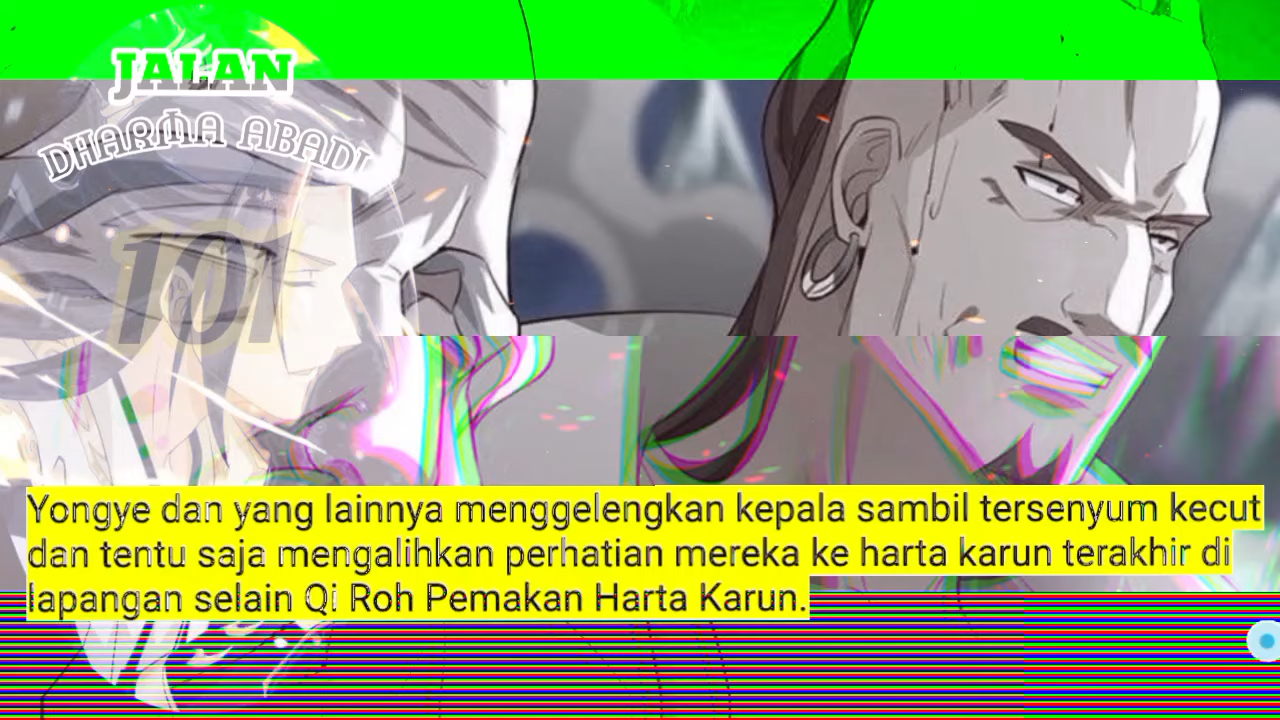 JALAN
DHARMA ABADI
101
Yongye dan yang lainnya menggelengkan kepala sambil tersenyum kecut
dan tentu saja mengalihkan perhatian mereka ke harta karun terakhir di
lapangan selain Qi Roh Pemakan Harta Karun.